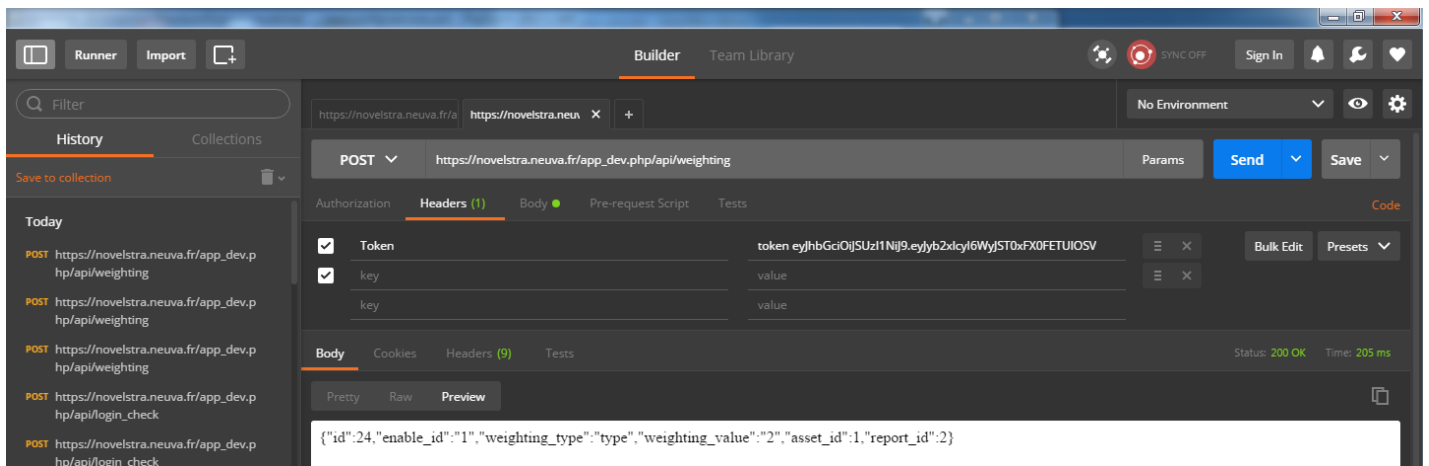 Runner Import Builder Team Library SYNC OFF Sign In
Filter
No Environment
https://novelstra.neuva.fr/a https://novelstra.neuv X +
History Collections
POST https://novelstra.neuva.fr/app_dev.php/api/weighting Params Send Save
Save to collection
Authorization Headers (1) Body Pre-request Script Tests Code
Today
POST https://novelstra.neuva.fr/app_dev.p
hp/api/weighting
POST https://novelstra.neuva.fr/app_dev.p
hp/api/weighting
POST https://novelstra.neuva.fr/app_dev.p
hp/api/weighting
POST https://novelstra.neuva.fr/app_dev.p
hp/api/login_check
POST https://novelstra.neuva.fr/app_dev.p
hp/api/login_check
Token token eyJhbGciOiJSUzI1NiJ9.eyJyb2xlcyI6WyJST0xFX0FETUlOSV Bulk Edit Presets
key value
key value
Body Cookies Headers (9) Tests Status: 200 OK Time: 205 ms
Pretty Raw Preview
{"id":24,"enable_id":"1","weighting_type":"type","weighting_value":"2","asset_id":1,"report_id":2}